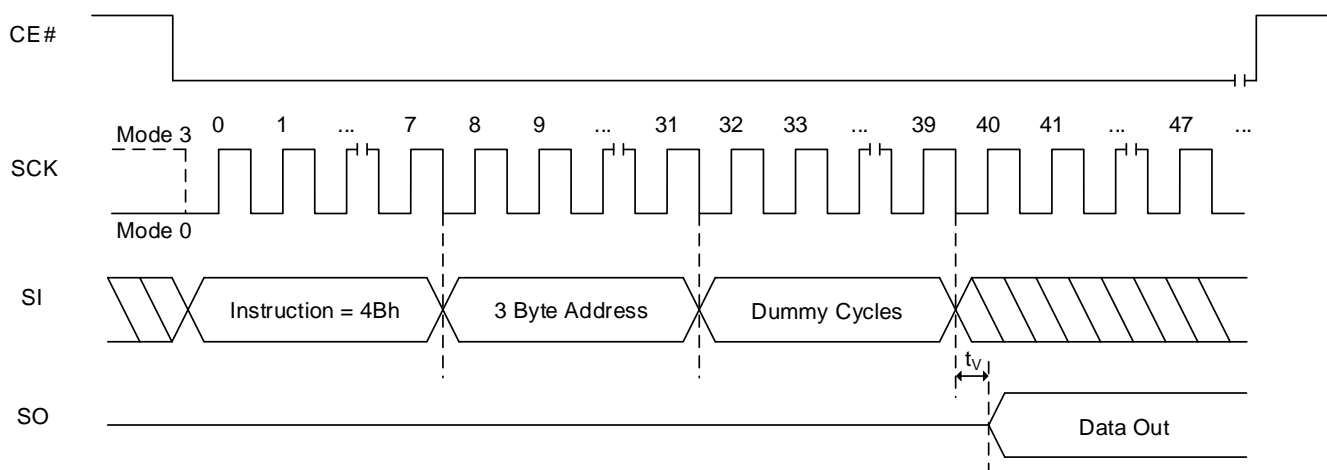 CE#
Mode 3 0 1 ... 7 8 9 ... 31 32 33 ... 39 40 41 ... 47 ...
SCK
Mode 0
SI Instruction = 4Bh 3 Byte Address Dummy Cycles
tV
SO Data Out